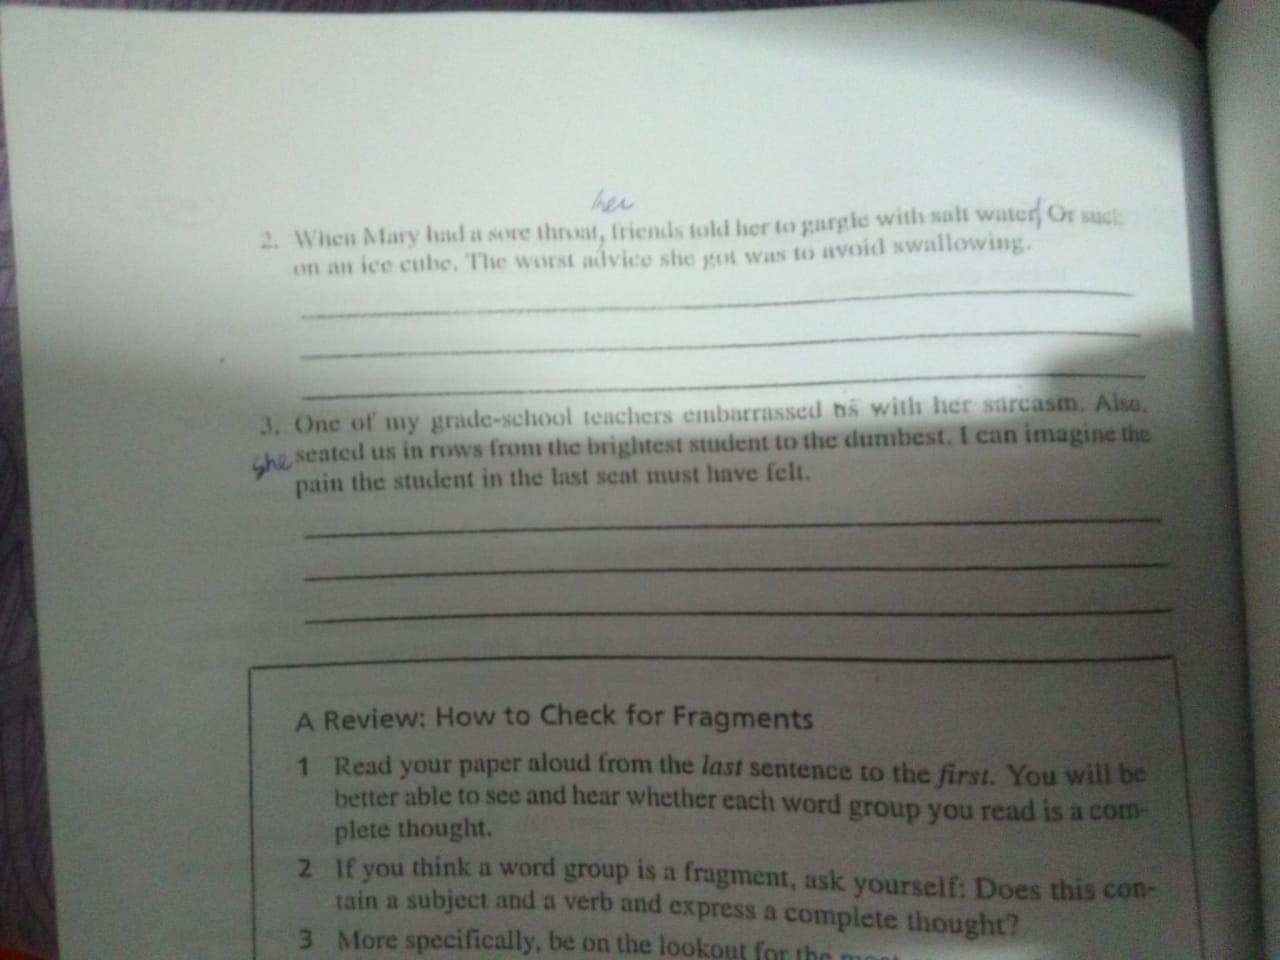 her
2. When Mary had a sore throat, friends told her to gargle with salt water. Or suck
on an ice cube. The worst advice she got was to avoid swallowing.
3. One of my grade-school teachers embarrassed us with her sarcasm. Also,
she seated us in rows from the brightest student to the dumbest. I can imagine the
pain the student in the last seat must have felt.
A Review: How to Check for Fragments
1 Read your paper aloud from the last sentence to the first. You will be
better able to see and hear whether each word group you read is a com-
plete thought.
2 If you think a word group is a fragment, ask yourself: Does this con-
tain a subject and a verb and express a complete thought?
3 More specifically, be on the lookout for the most